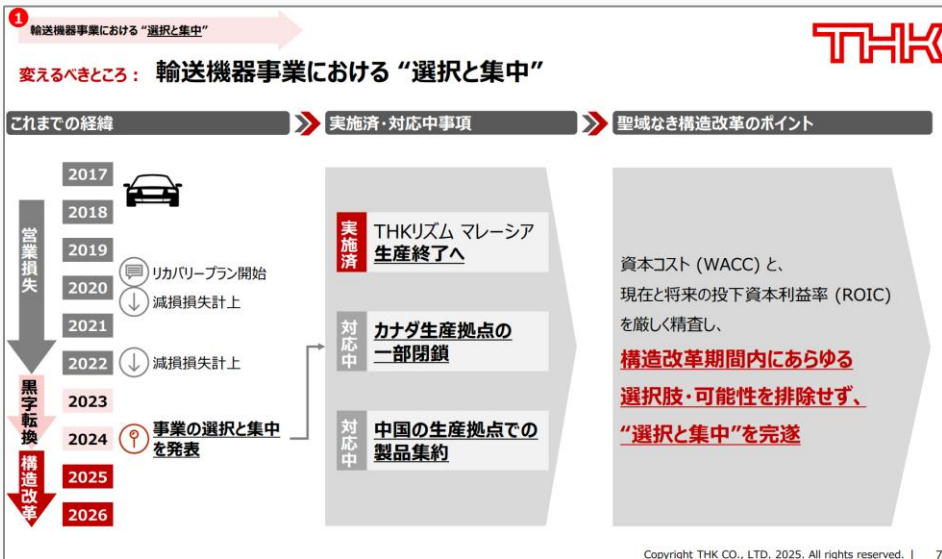 1
輸送機器事業における “選択と集中”
THK
変えるべきところ： 輸送機器事業における “選択と集中”
これまでの経緯
2017
2018
2019
2020
2021
2022
2023
2024
2025
2026
営業損失
黒字転換
構造改革
リカバリープラン開始
減損損失計上
減損損失計上
事業の選択と集中
を発表
実施済・対応中事項
実施済
THKリズム マレーシア
生産終了へ
対応中
カナダ生産拠点の
一部閉鎖
対応中
中国の生産拠点での
製品集約
聖域なき構造改革のポイント
資本コスト (WACC) と、
現在と将来の投下資本利益率 (ROIC)
を厳しく精査し、
構造改革期間内にあらゆる
選択肢・可能性を排除せず、
“選択と集中”を完遂
Copyright THK CO., LTD. 2025. All rights reserved. | 7